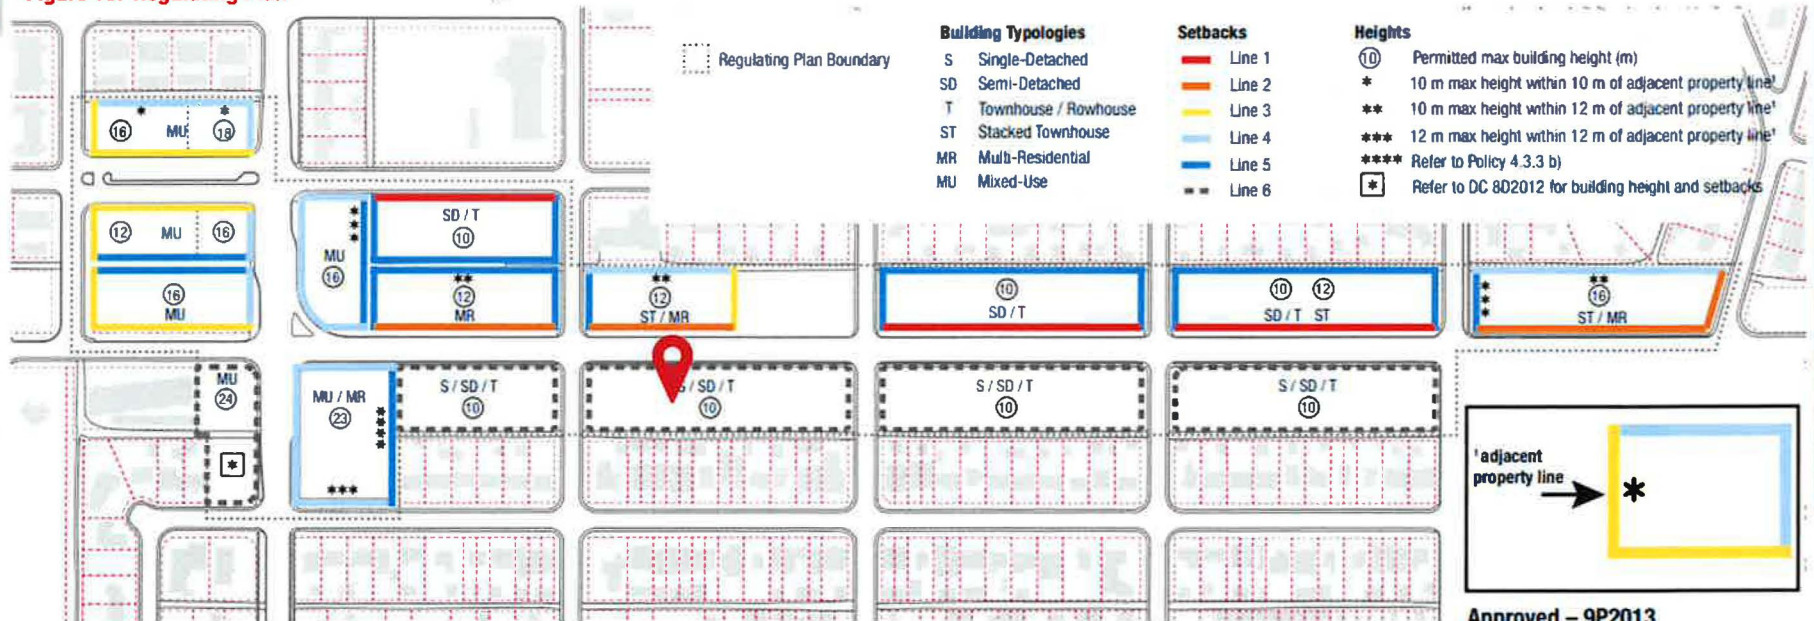 Regulating Plan Boundary
Building Typologies
S Single-Detached
SD Semi-Detached
T Townhouse / Rowhouse
ST Stacked Townhouse
MR Multi-Residential
MU Mixed-Use
Setbacks
Line 1
Line 2
Line 3
Line 4
Line 5
Line 6
Heights
10 Permitted max building height (m)
* 10 m max height within 10 m of adjacent property line¹
** 10 m max height within 12 m of adjacent property line¹
*** 12 m max height within 12 m of adjacent property line¹
**** Refer to Policy 4.3.3 b)
* Refer to DC 8D2012 for building height and setbacks
* *
16 MU 18
12 MU 16
16
MU
***
MU
16
SD / T
10
**
12
MR
**
12
ST / MR
10
SD / T
10 12
SD / T ST
***
**
16
ST / MR
MU
24
*
MU / MR
23
****
***
S / SD / T
10
/ SD / T
10
S / SD / T
10
S / SD / T
10
¹adjacent
property line
*
Approved – 9P2013